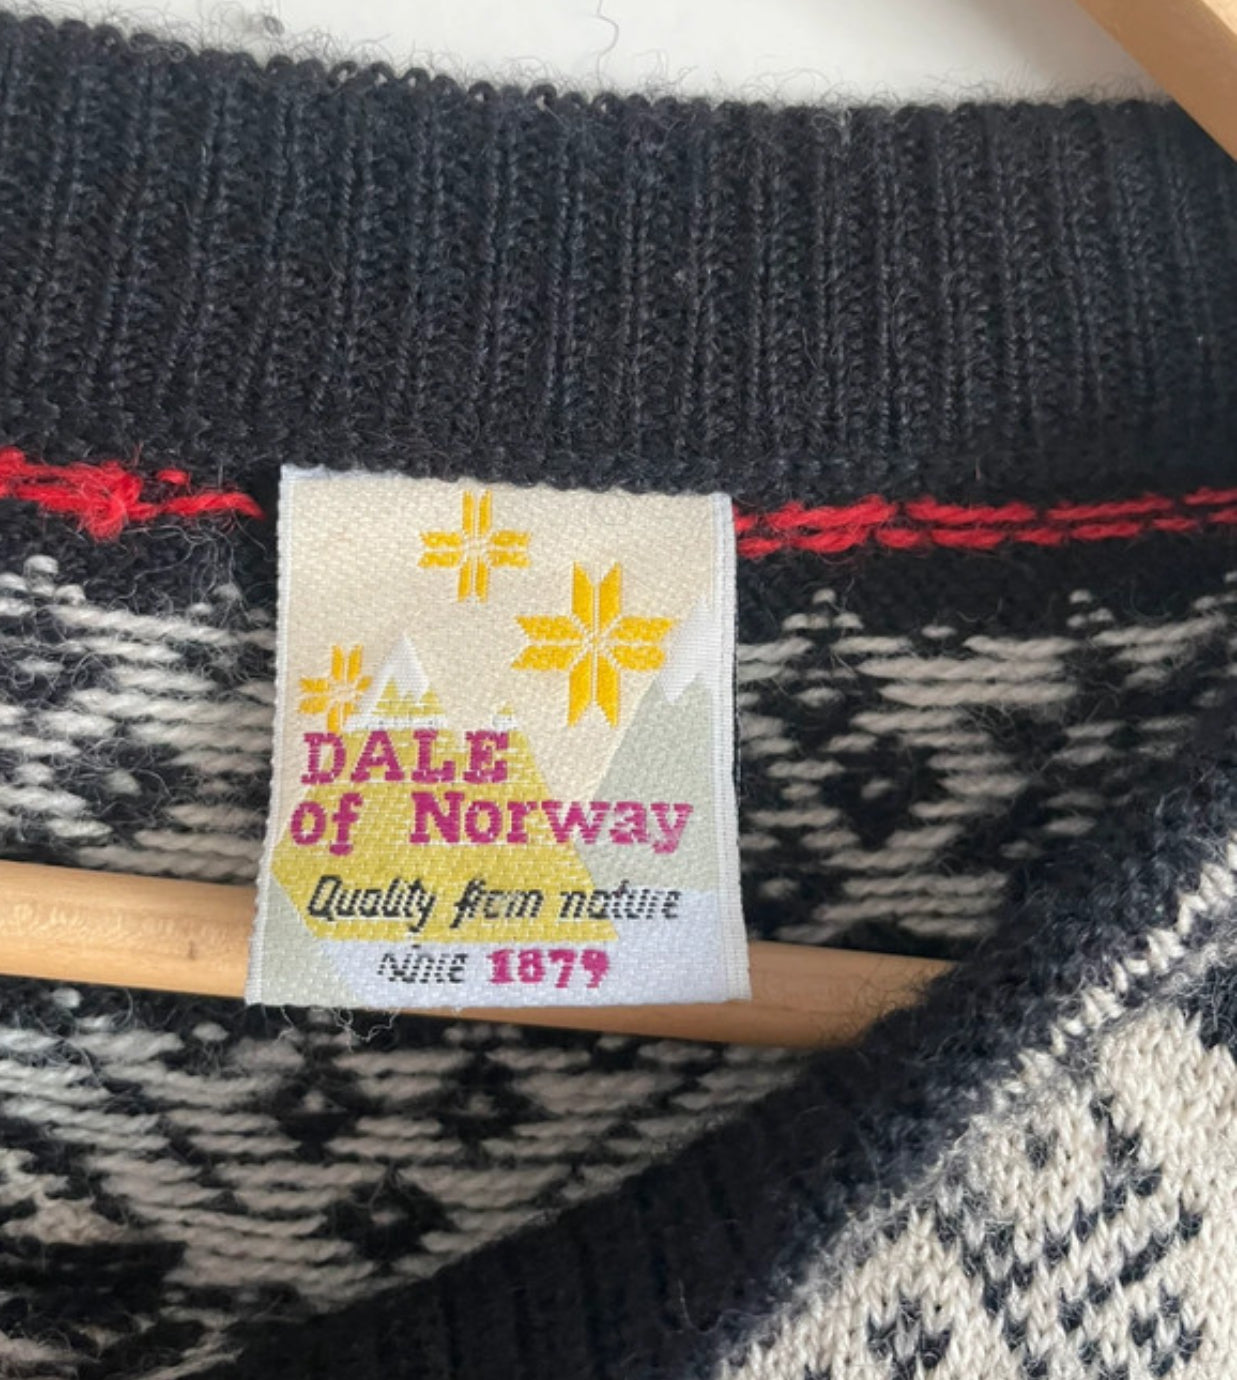 DALE
of Norway
Quality from nature
since 1879